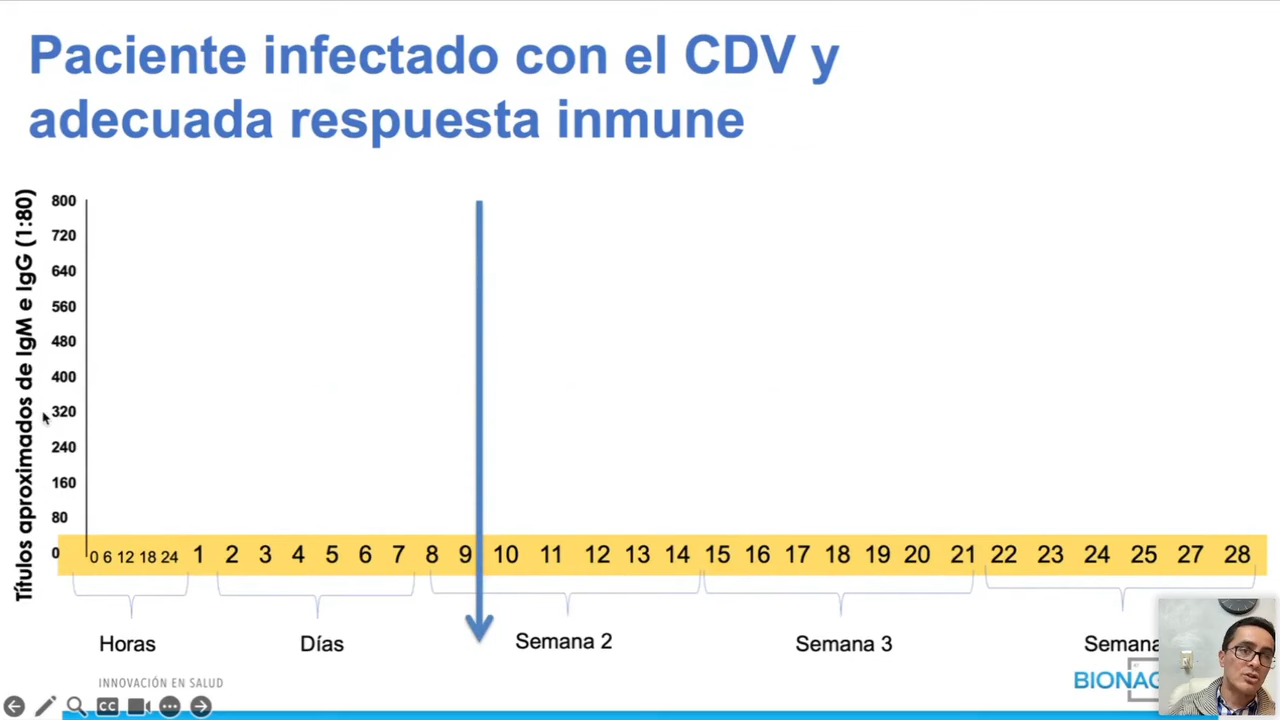 Paciente infectado con el CDV y
adecuada respuesta inmune
Títulos aproximados de IgM e IgG (1:80)
800
720
640
560
480
400
320
240
160
80
0
0 6 12 18 24 1 2 3 4 5 6 7 8 9 10 11 12 13 14 15 16 17 18 19 20 21 22 23 24 25 27 28
Horas Días Semana 2 Semana 3 Semana
INNOVACIÓN EN SALUD
BIONAG
CC